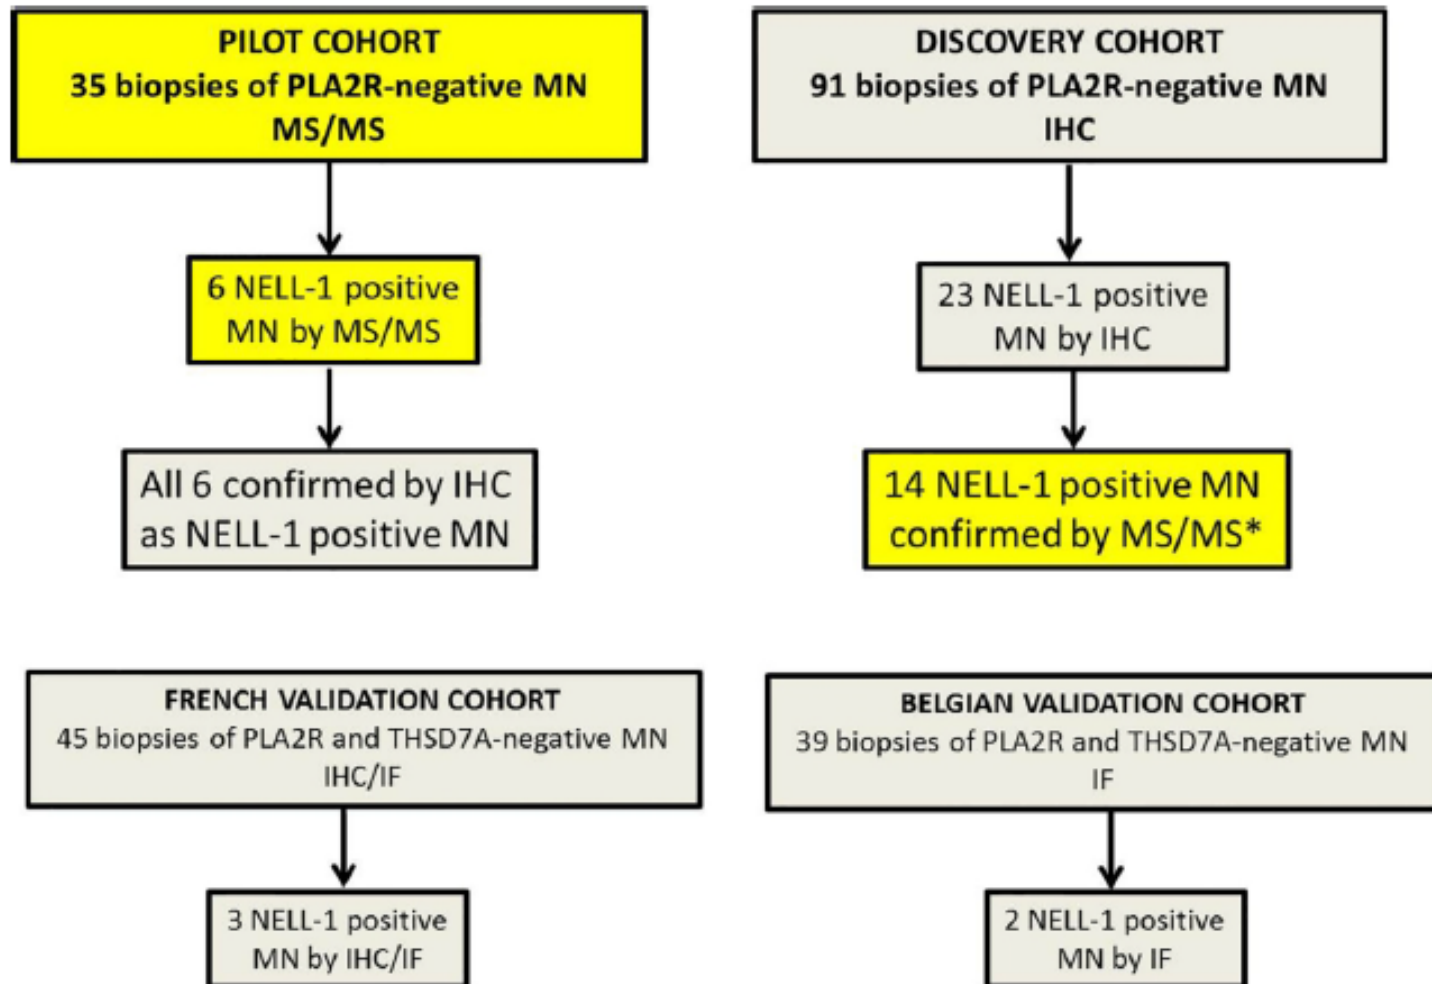 PILOT COHORT
35 biopsies of PLA2R-negative MN
MS/MS
6 NELL-1 positive
MN by MS/MS
All 6 confirmed by IHC
as NELL-1 positive MN
DISCOVERY COHORT
91 biopsies of PLA2R-negative MN
IHC
23 NELL-1 positive
MN by IHC
14 NELL-1 positive MN
confirmed by MS/MS*
FRENCH VALIDATION COHORT
45 biopsies of PLA2R and THSD7A-negative MN
IHC/IF
3 NELL-1 positive
MN by IHC/IF
BELGIAN VALIDATION COHORT
39 biopsies of PLA2R and THSD7A-negative MN
IF
2 NELL-1 positive
MN by IF